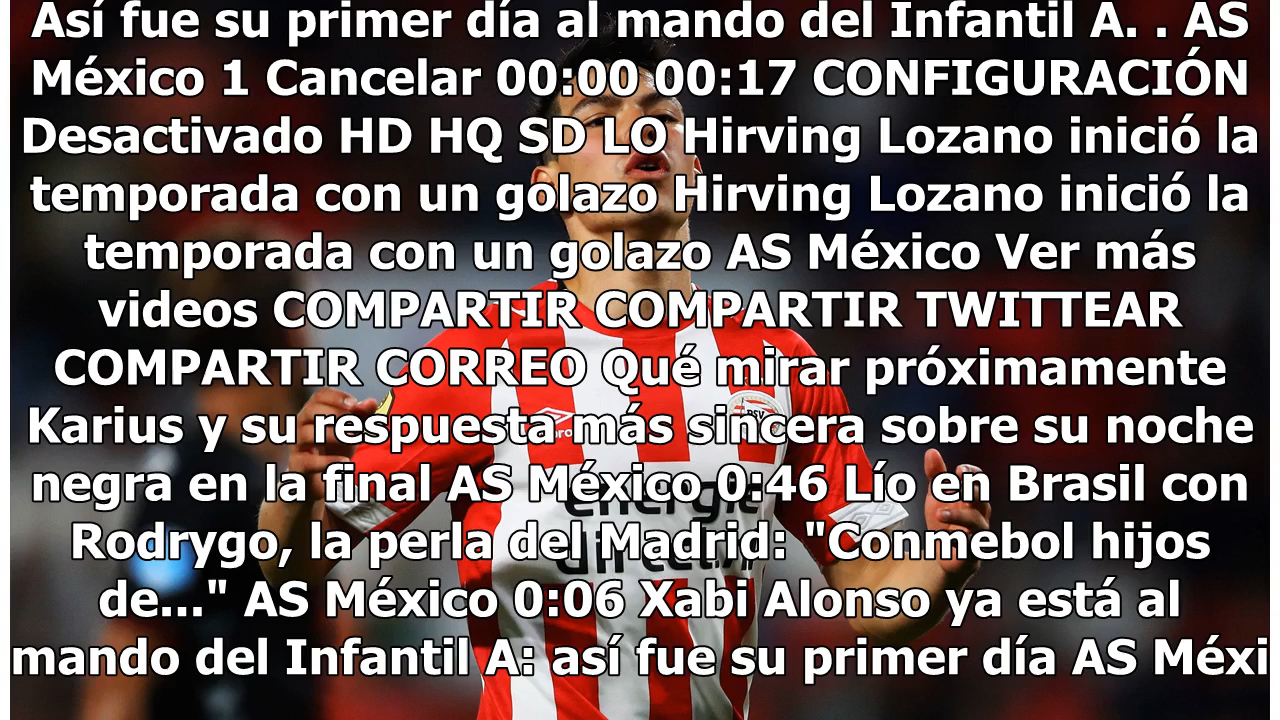 Así fue su primer día al mando del Infantil A. . AS
México 1 Cancelar 00:00 00:17 CONFIGURACIÓN
Desactivado HD HQ SD LO Hirving Lozano inició la
temporada con un golazo Hirving Lozano inició la
temporada con un golazo AS México Ver más
videos COMPARTIR COMPARTIR TWITTEAR
COMPARTIR CORREO Qué mirar próximamente
Karius y su respuesta más sincera sobre su noche
negra en la final AS México 0:46 Lío en Brasil con
Rodrygo, la perla del Madrid: "Conmebol hijos
de..." AS México 0:06 Xabi Alonso ya está al
mando del Infantil A: así fue su primer día AS Méxi
PSV
energie